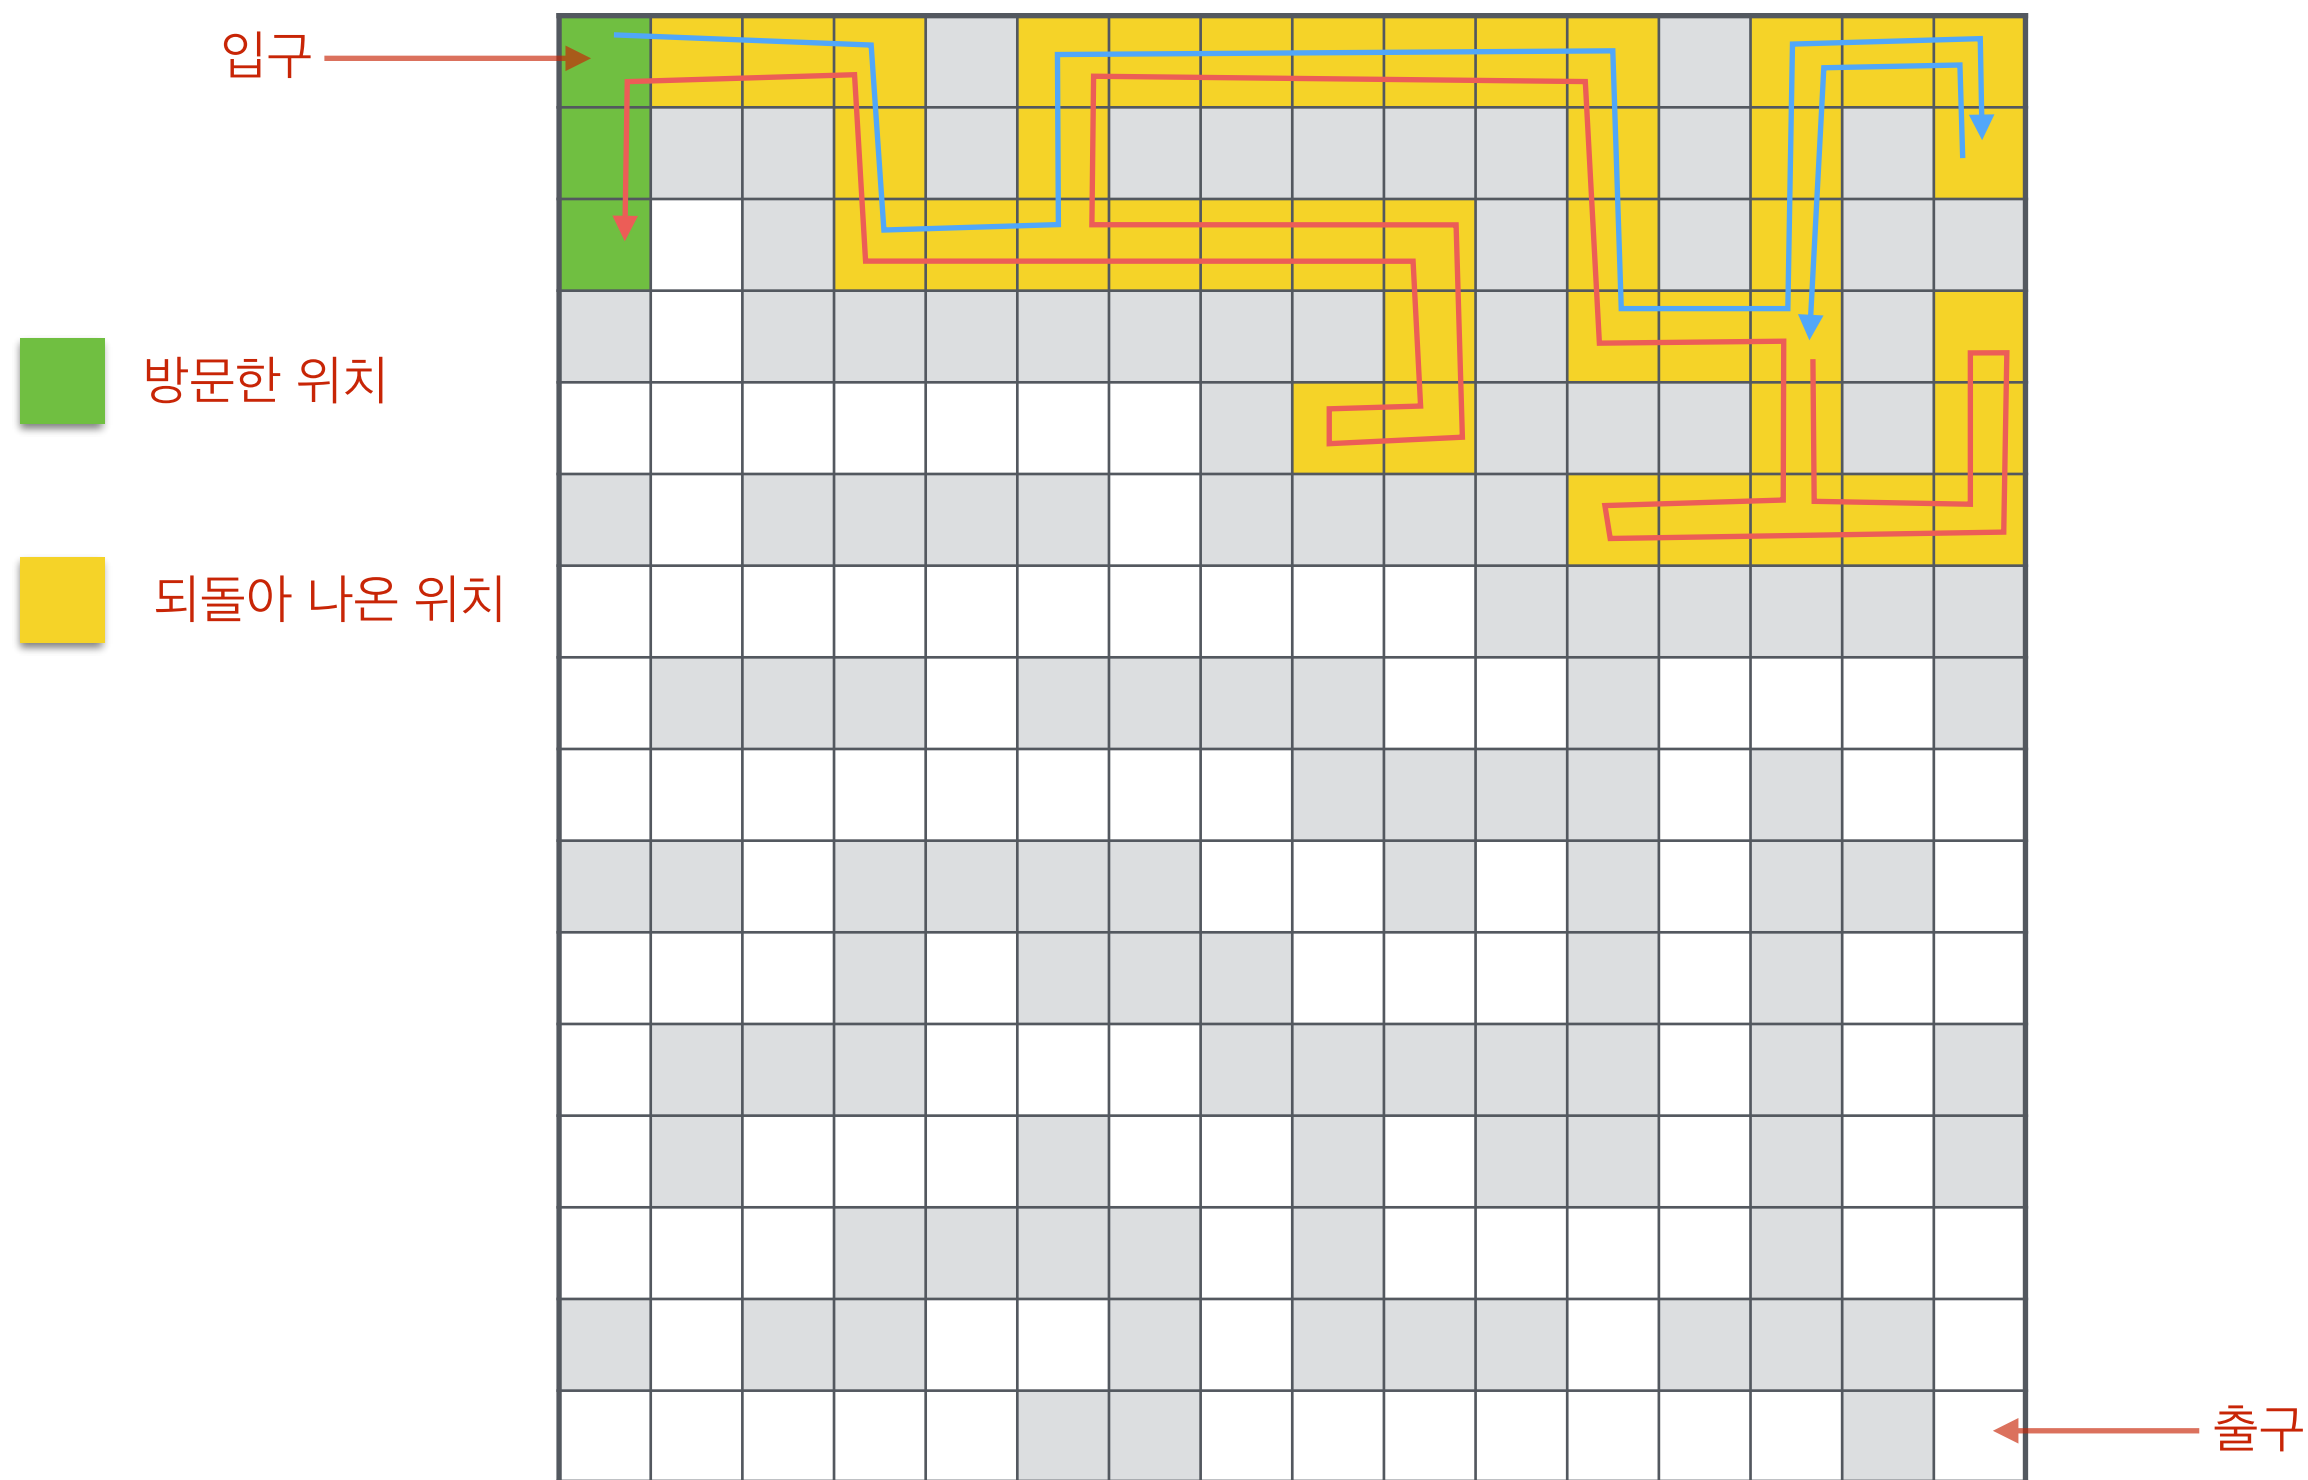 입구
방문한 위치
되돌아 나온 위치
출구